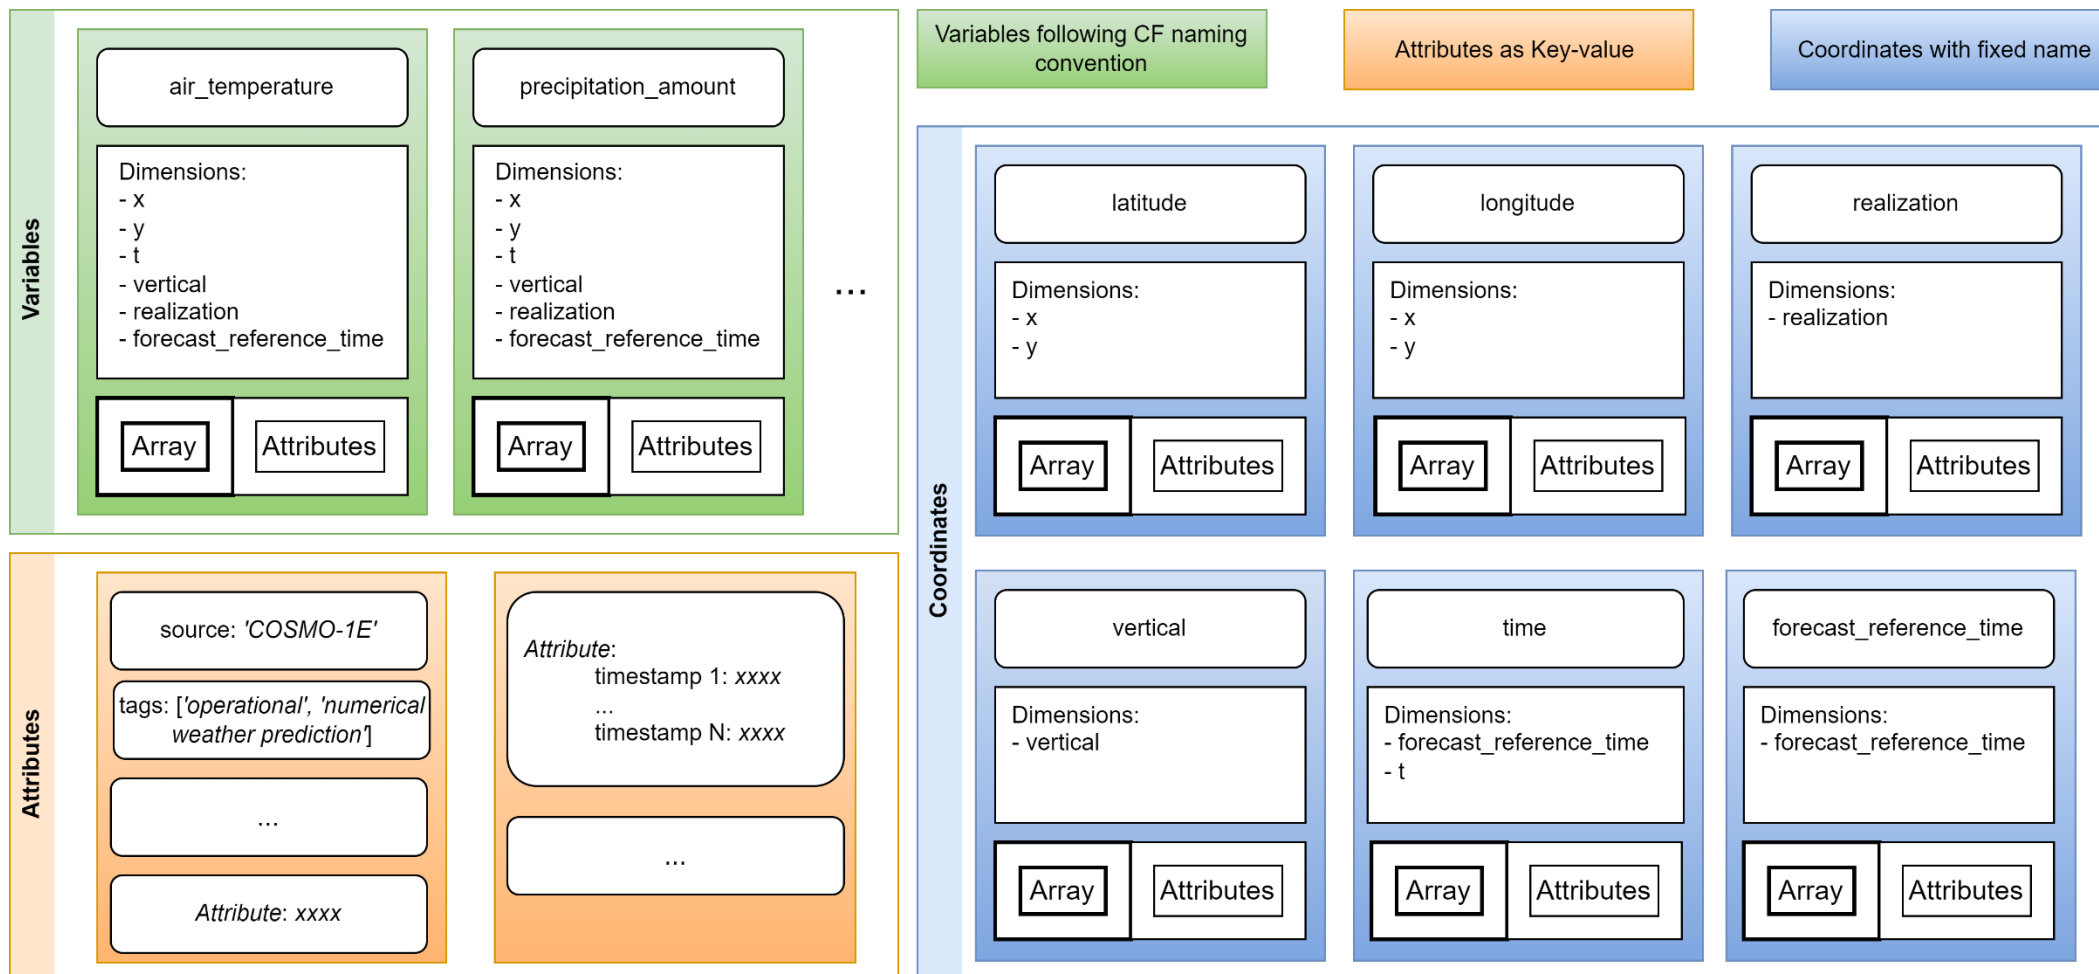 Variables
air_temperature
Dimensions:
- x
- y
- t
- vertical
- realization
- forecast_reference_time
Array
Attributes
precipitation_amount
Dimensions:
- x
- y
- t
- vertical
- realization
- forecast_reference_time
Array
Attributes
...
Attributes
source: 'COSMO-1E'
tags: ['operational', 'numerical
weather prediction']
...
Attribute: xxxx
Attribute:
timestamp 1: xxxx
...
timestamp N: xxxx
...
Variables following CF naming
convention
Attributes as Key-value
Coordinates with fixed name
Coordinates
latitude
Dimensions:
- x
- y
Array
Attributes
longitude
Dimensions:
- x
- y
Array
Attributes
realization
Dimensions:
- realization
Array
Attributes
vertical
Dimensions:
- vertical
Array
Attributes
time
Dimensions:
- forecast_reference_time
- t
Array
Attributes
forecast_reference_time
Dimensions:
- forecast_reference_time
Array
Attributes